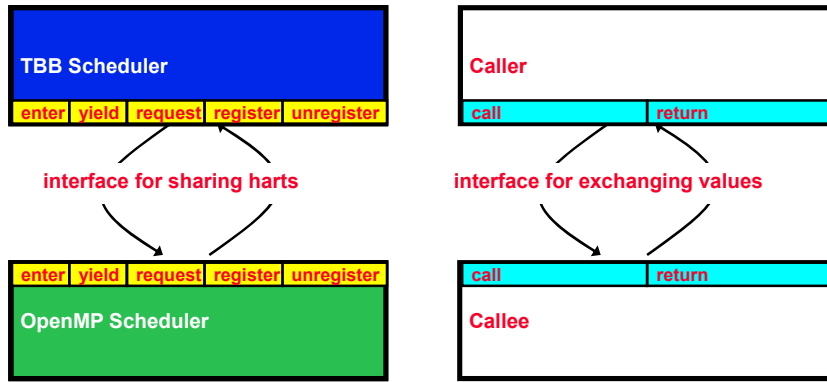 TBB Scheduler
enter yield request register unregister
interface for sharing harts
enter yield request register unregister
OpenMP Scheduler
Caller
call return
interface for exchanging values
call return
Callee